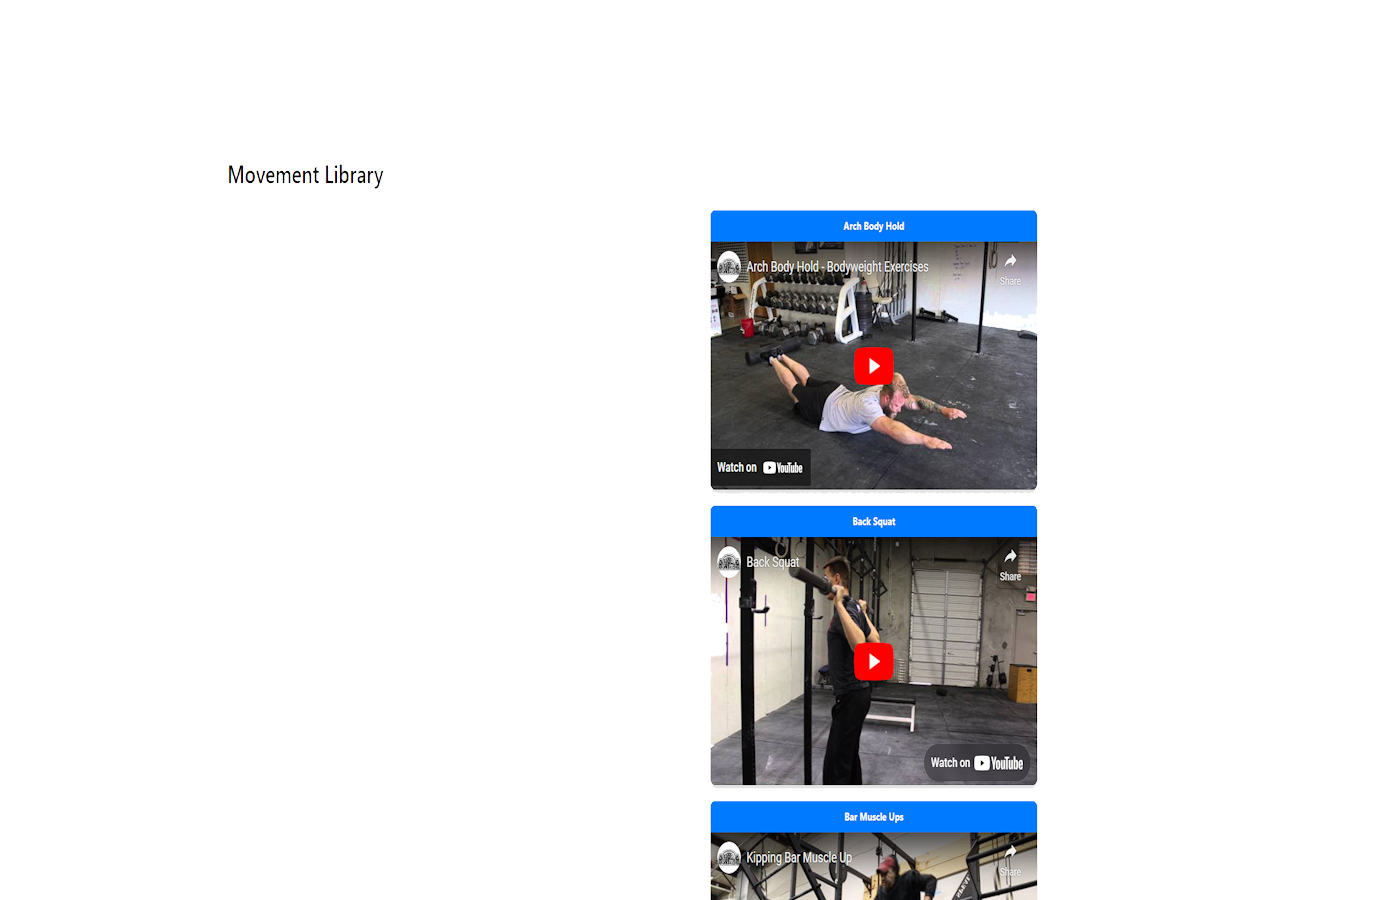 Movement Library
Arch Body Hold
Arch Body Hold - Bodyweight Exercises
Share
Watch on YouTube
Back Squat
Back Squat
Share
Watch on YouTube
Bar Muscle Ups
Kipping Bar Muscle Up
Share